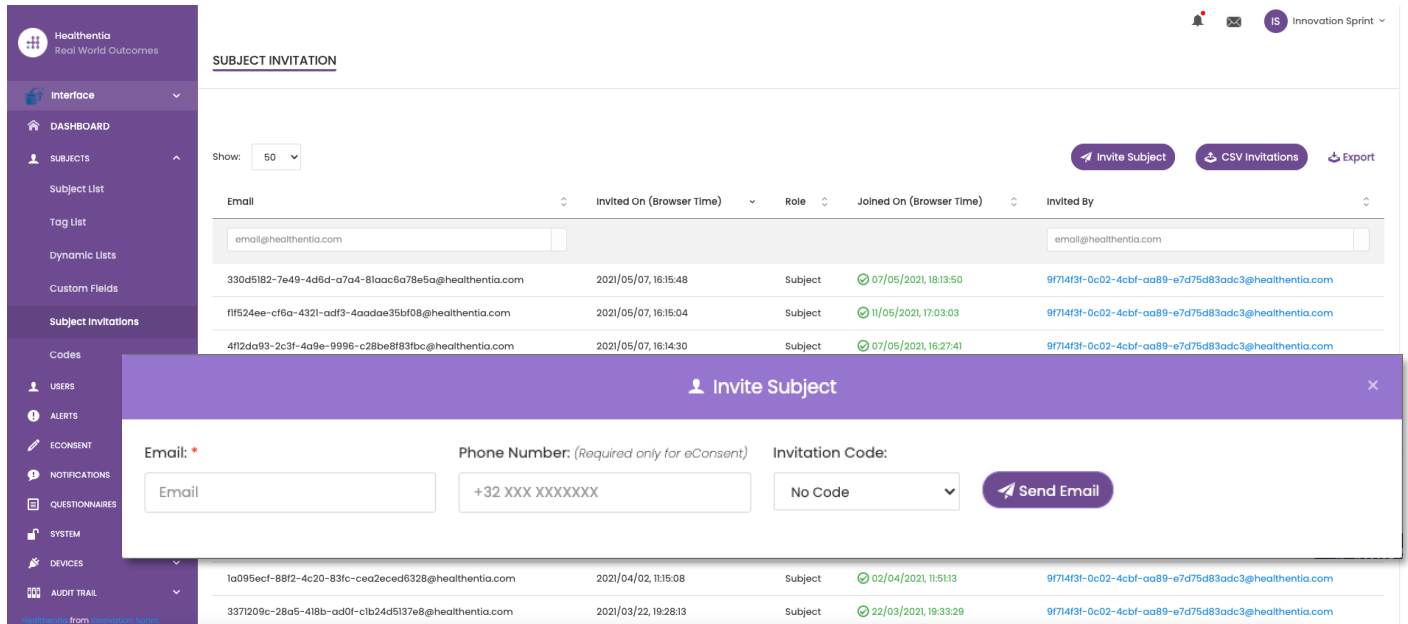 Healthentia
Real World Outcomes
IS Innovation Sprint
SUBJECT INVITATION
Interface
DASHBOARD
SUBJECTS
Subject List
Tag List
Dynamic Lists
Custom Fields
Subject Invitations
Codes
USERS
ALERTS
ECONSENT
NOTIFICATIONS
QUESTIONNAIRES
SYSTEM
DEVICES
AUDIT TRAIL
Healthentia from Innovation Sprint
Show: 50 Invite Subject CSV Invitations Export
Email Invited On (Browser Time) Role Joined On (Browser Time) Invited By
email@healthentia.com email@healthentia.com
330d5182-7e49-4d6d-a7a4-81aac6a78e5a@healthentia.com 2021/05/07, 16:15:48 Subject 07/05/2021, 18:13:50 9f714f3f-0c02-4cbf-aa89-e7d75d83adc3@healthentia.com
f1f524ee-cf6a-4321-adf3-4aadae35bf08@healthentia.com 2021/05/07, 16:15:04 Subject 11/05/2021, 17:03:03 9f714f3f-0c02-4cbf-aa89-e7d75d83adc3@healthentia.com
4f12da93-2c3f-4a9e-9996-c28be8f83fbc@healthentia.com 2021/05/07, 16:14:30 Subject 07/05/2021, 16:27:41 9f714f3f-0c02-4cbf-aa89-e7d75d83adc3@healthentia.com
Invite Subject ×
Email: * Phone Number: (Required only for eConsent) Invitation Code:
Email +32 XXX XXXXXXX No Code Send Email
1a095ecf-88f2-4c20-83fc-cea2eced6328@healthentia.com 2021/04/02, 11:15:08 Subject 02/04/2021, 11:51:13 9f714f3f-0c02-4cbf-aa89-e7d75d83adc3@healthentia.com
3371209c-28a5-418b-ad0f-c1b24d5137e8@healthentia.com 2021/03/22, 19:28:13 Subject 22/03/2021, 19:33:29 9f714f3f-0c02-4cbf-aa89-e7d75d83adc3@healthentia.com